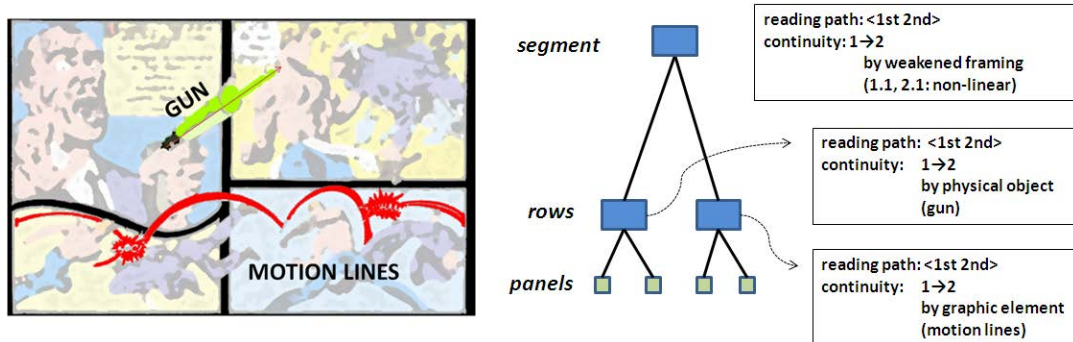 GUN
MOTION LINES
segment
rows
panels
reading path: <1st 2nd>
continuity: 1→2
by weakened framing
(1.1, 2.1: non-linear)
reading path: <1st 2nd>
continuity: 1→2
by physical object
(gun)
reading path: <1st 2nd>
continuity: 1→2
by graphic element
(motion lines)